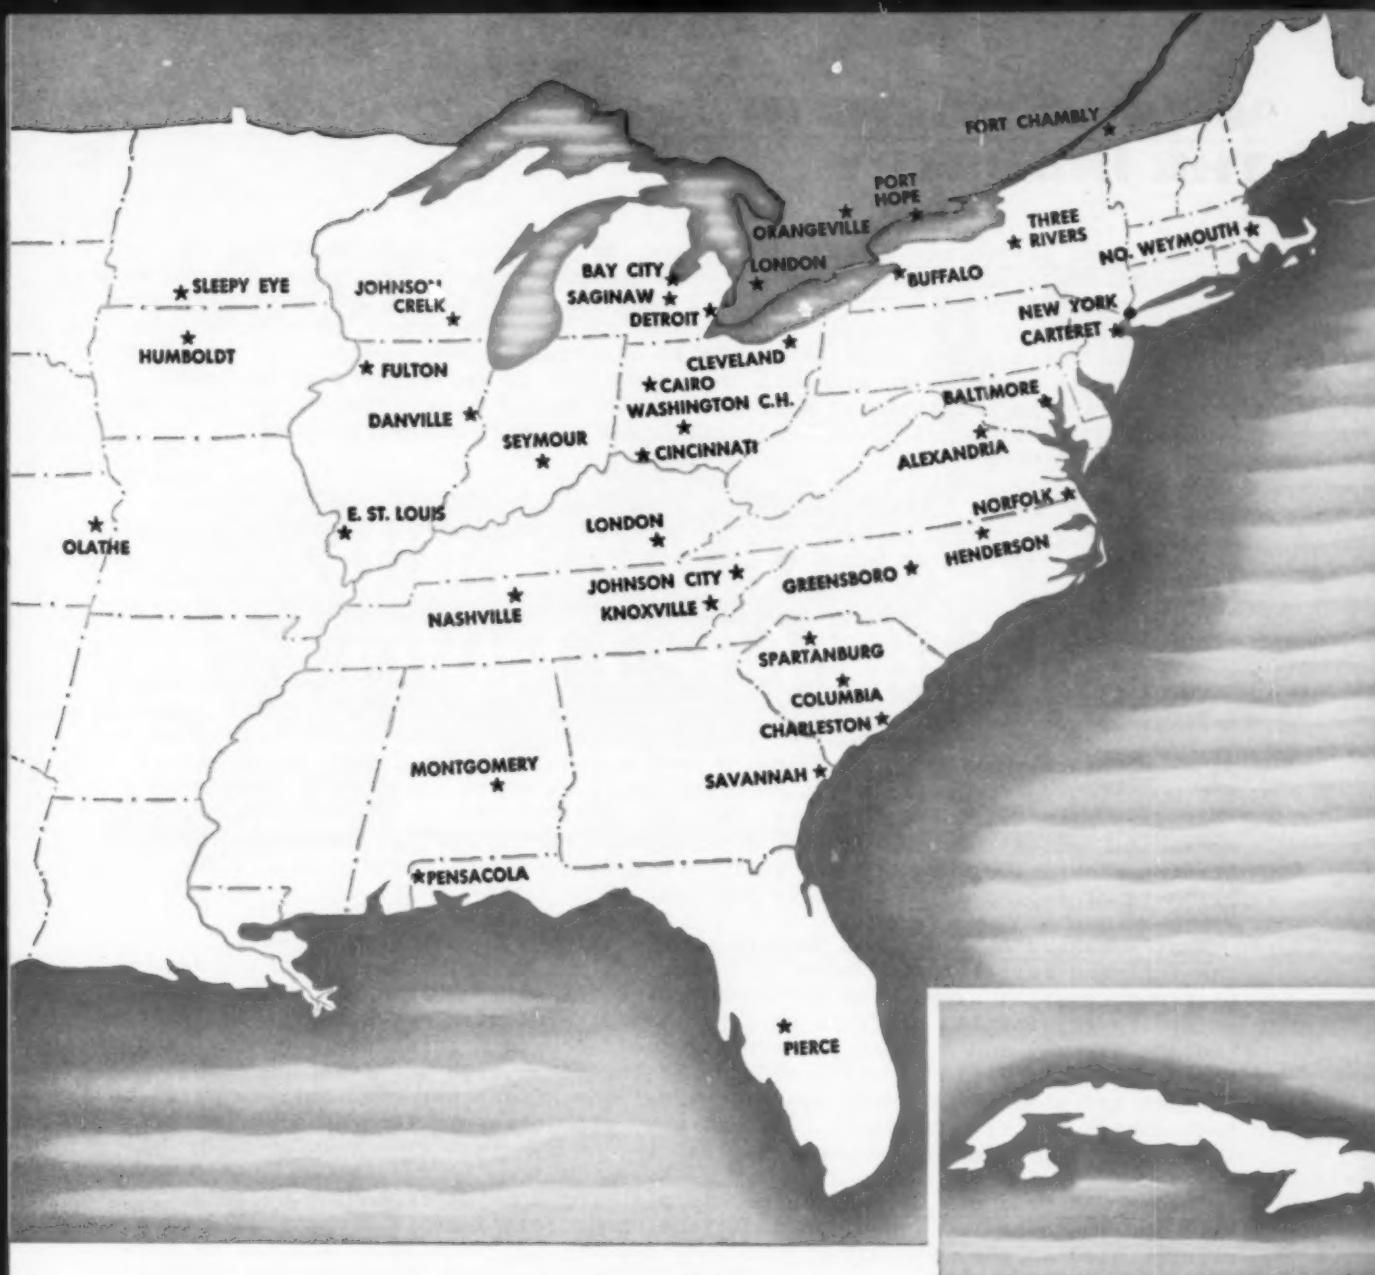 FORT CHAMBLY
PORT
HOPE
ORANGEVILLE
THREE
RIVERS
NO. WEYMOUTH
LONDON
BAY CITY
BUFFALO
SLEEPY EYE
JOHNSON
CREEK
SAGINAW
DETROIT
NEW YORK
CARTERET
HUMBOLDT
FULTON
CLEVELAND
CAIRO
BALTIMORE
WASHINGTON C.H.
DANVILLE
SEYMOUR
CINCINNATI
ALEXANDRIA
NORFOLK
E. ST. LOUIS
LONDON
OLATHE
HENDERSON
JOHNSON CITY
GREENSBORO
NASHVILLE
KNOXVILLE
SPARTANBURG
COLUMBIA
CHARLESTON
MONTGOMERY
SAVANNAH
PENSACOLA
PIERCE